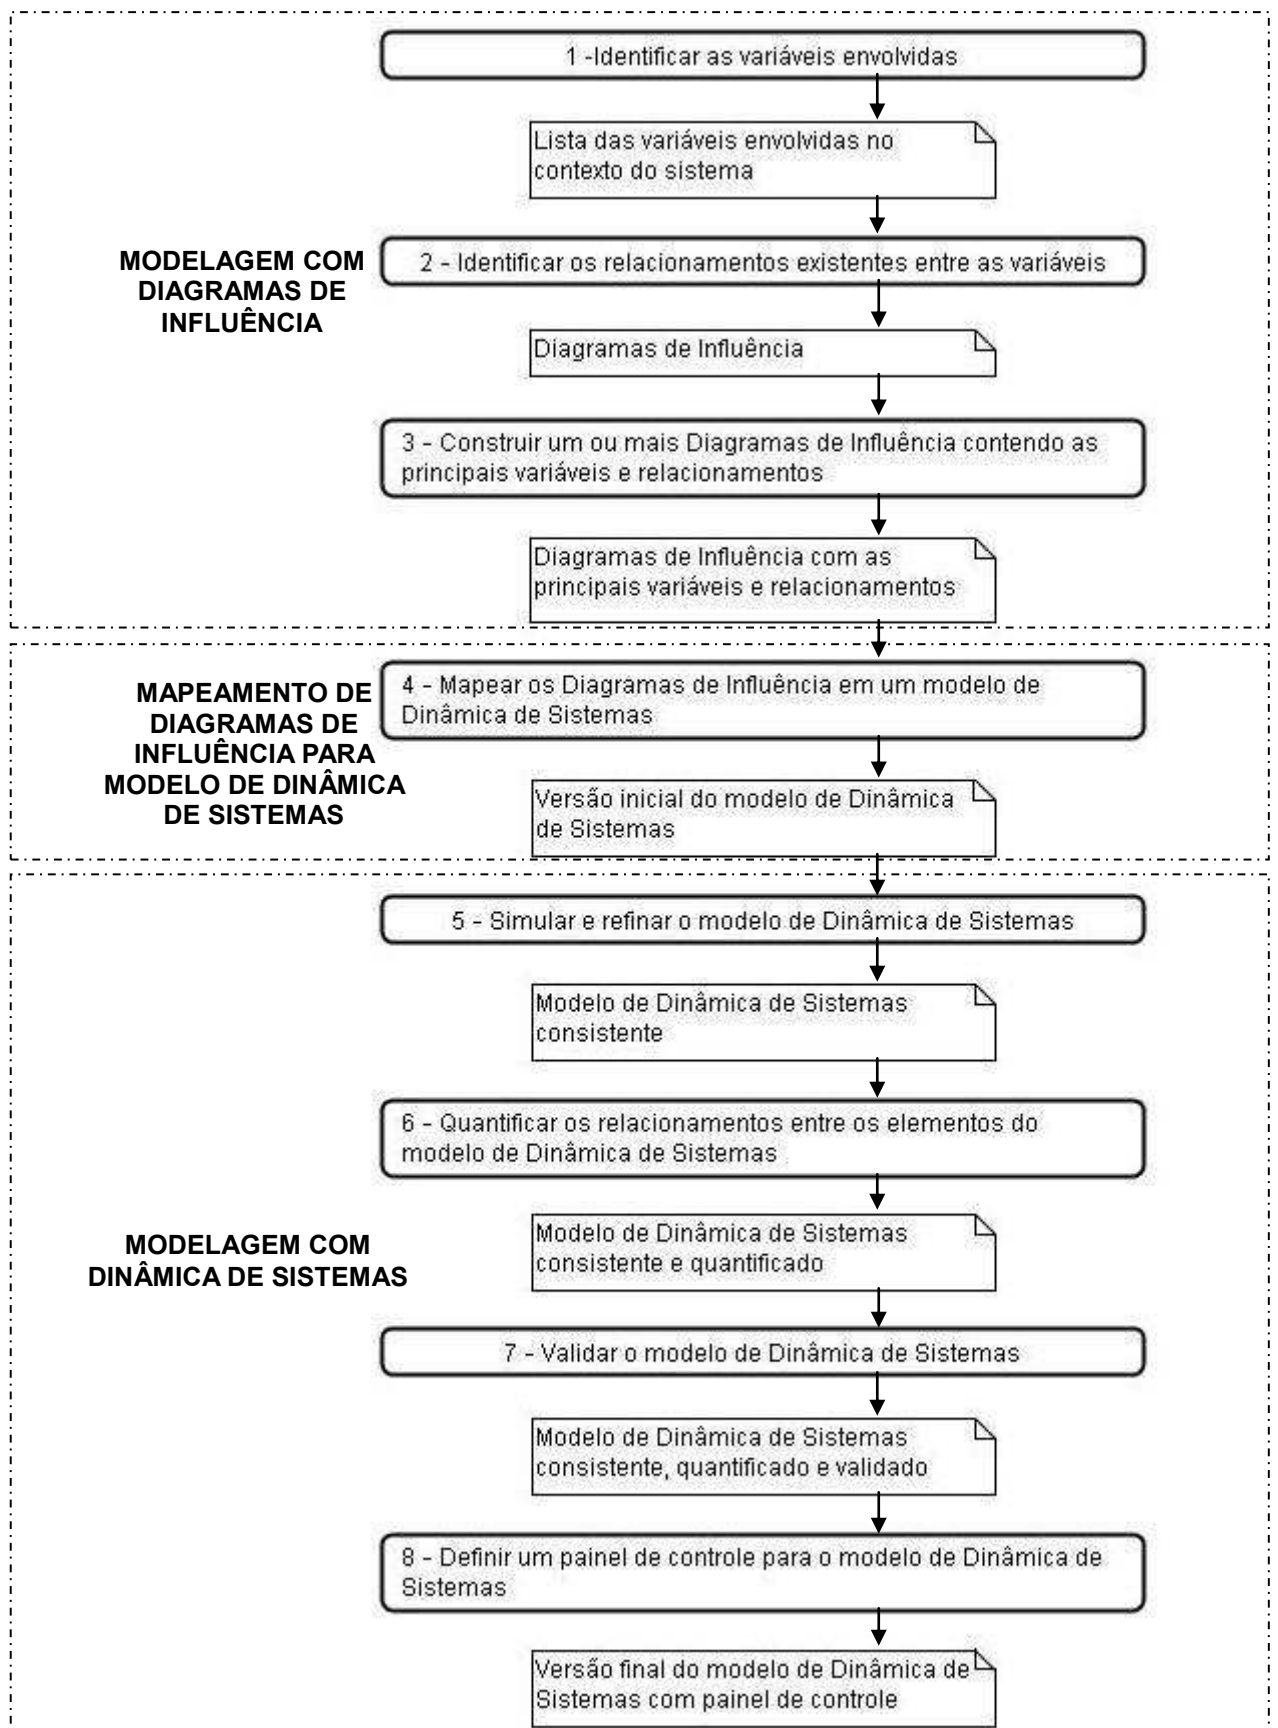 1 -Identificar as variáveis envolvidas
Lista das variáveis envolvidas no
contexto do sistema
MODELAGEM COM
DIAGRAMAS DE
INFLUÊNCIA
2 - Identificar os relacionamentos existentes entre as variáveis
Diagramas de Influência
3 - Construir um ou mais Diagramas de Influência contendo as
principais variáveis e relacionamentos
Diagramas de Influência com as
principais variáveis e relacionamentos
MAPEAMENTO DE
DIAGRAMAS DE
INFLUÊNCIA PARA
MODELO DE DINÂMICA
DE SISTEMAS
4 - Mapear os Diagramas de Influência em um modelo de
Dinâmica de Sistemas
Versão inicial do modelo de Dinâmica
de Sistemas
5 - Simular e refinar o modelo de Dinâmica de Sistemas
Modelo de Dinâmica de Sistemas
consistente
6 - Quantificar os relacionamentos entre os elementos do
modelo de Dinâmica de Sistemas
MODELAGEM COM
DINÂMICA DE SISTEMAS
Modelo de Dinâmica de Sistemas
consistente e quantificado
7 - Validar o modelo de Dinâmica de Sistemas
Modelo de Dinâmica de Sistemas
consistente, quantificado e validado
8 - Definir um painel de controle para o modelo de Dinâmica de
Sistemas
Versão final do modelo de Dinâmica de
Sistemas com painel de controle